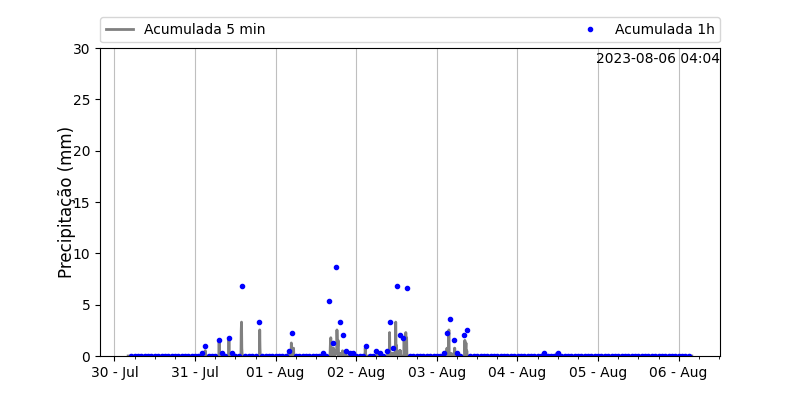 Acumulada 5 min Acumulada 1h
2023-08-06 04:04
Precipitação (mm)
30
25
20
15
10
5
0
30 - Jul 31 - Jul 01 - Aug 02 - Aug 03 - Aug 04 - Aug 05 - Aug 06 - Aug